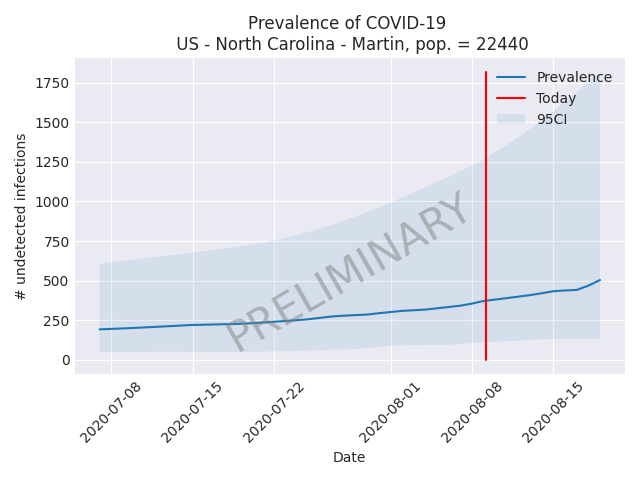 Prevalence of COVID-19
US - North Carolina - Martin, pop. = 22440
Prevalence
Today
95CI
1750
1500
1250
1000
750
500
250
0
# undetected infections
PRELIMINARY
2020-07-08
2020-07-15
2020-07-22
2020-08-01
2020-08-08
2020-08-15
Date